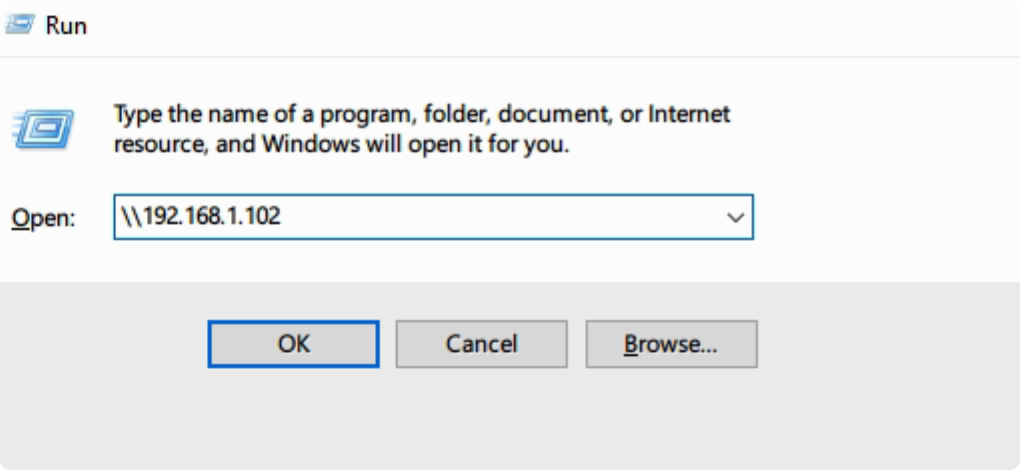 Run
Type the name of a program, folder, document, or Internet
resource, and Windows will open it for you.
Open: \\192.168.1.102
OK Cancel Browse...